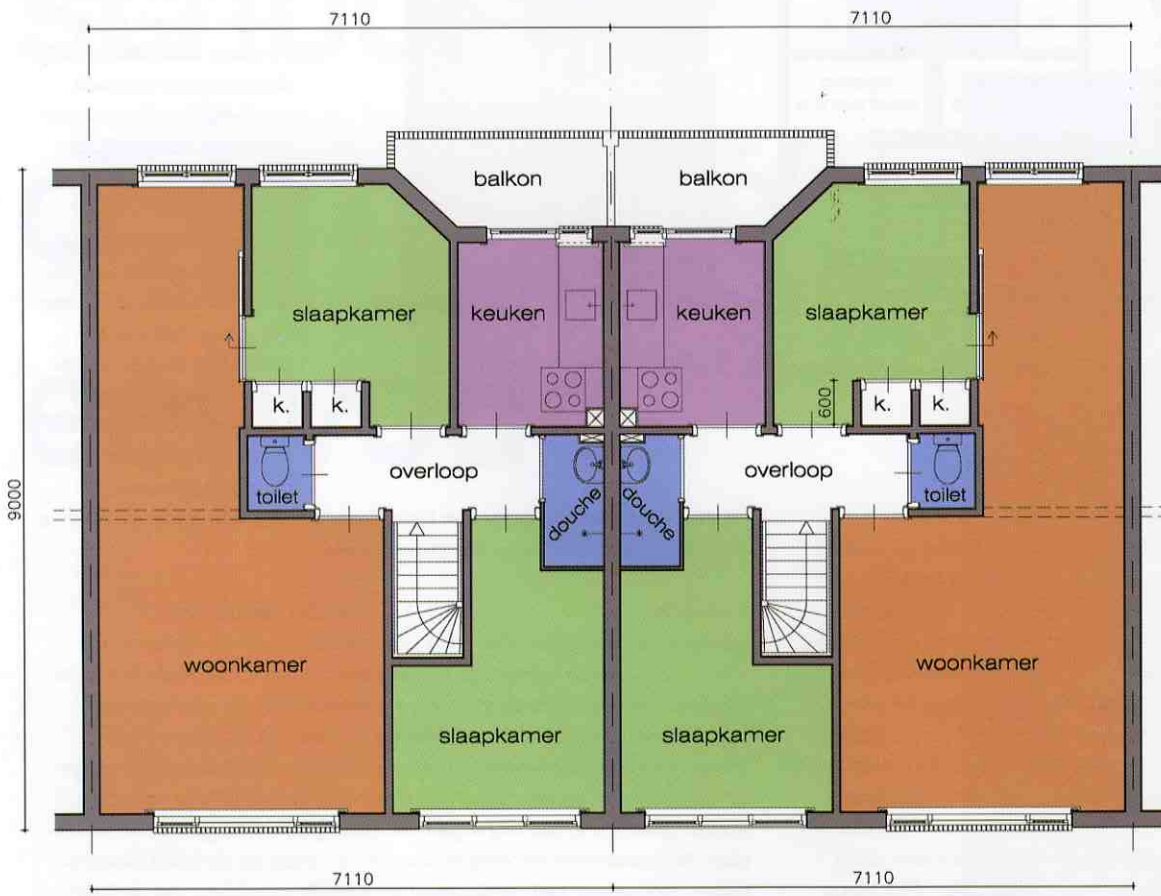 7110 7110
balkon balkon
slaapkamer keuken keuken slaapkamer
600
k. k. k. k.
overloop overloop
toilet douche douche toilet
9000
woonkamer woonkamer
slaapkamer slaapkamer
7110 7110